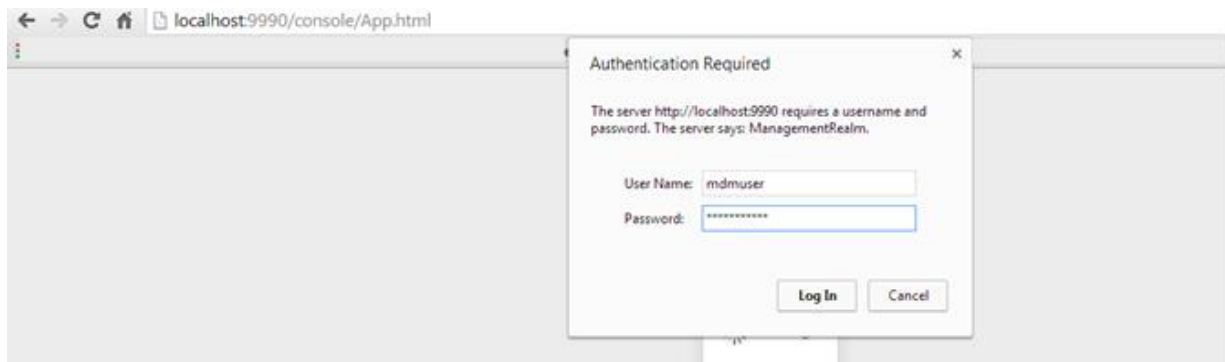 localhost:9990/console/App.html
Authentication Required
The server http://localhost:9990 requires a username and
password. The server says: ManagementRealm.
User Name: mdmuser
Password: ***********
Log In Cancel